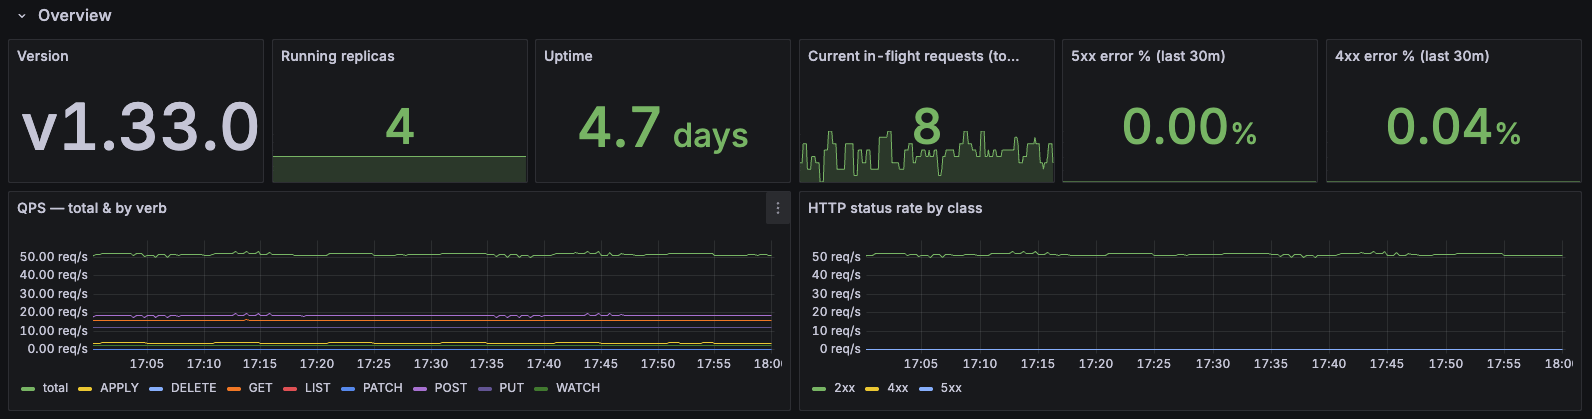 Overview
Version
v1.33.0
Running replicas
4
Uptime
4.7 days
Current in-flight requests (to...
8
5xx error % (last 30m)
0.00%
4xx error % (last 30m)
0.04%
QPS — total & by verb
50.00 req/s
40.00 req/s
30.00 req/s
20.00 req/s
10.00 req/s
0.00 req/s
17:05 17:10 17:15 17:20 17:25 17:30 17:35 17:40 17:45 17:50 17:55 18:0
total APPLY DELETE GET LIST PATCH POST PUT WATCH
HTTP status rate by class
50 req/s
40 req/s
30 req/s
20 req/s
10 req/s
0 req/s
17:05 17:10 17:15 17:20 17:25 17:30 17:35 17:40 17:45 17:50 17:55 18:0
2xx 4xx 5xx